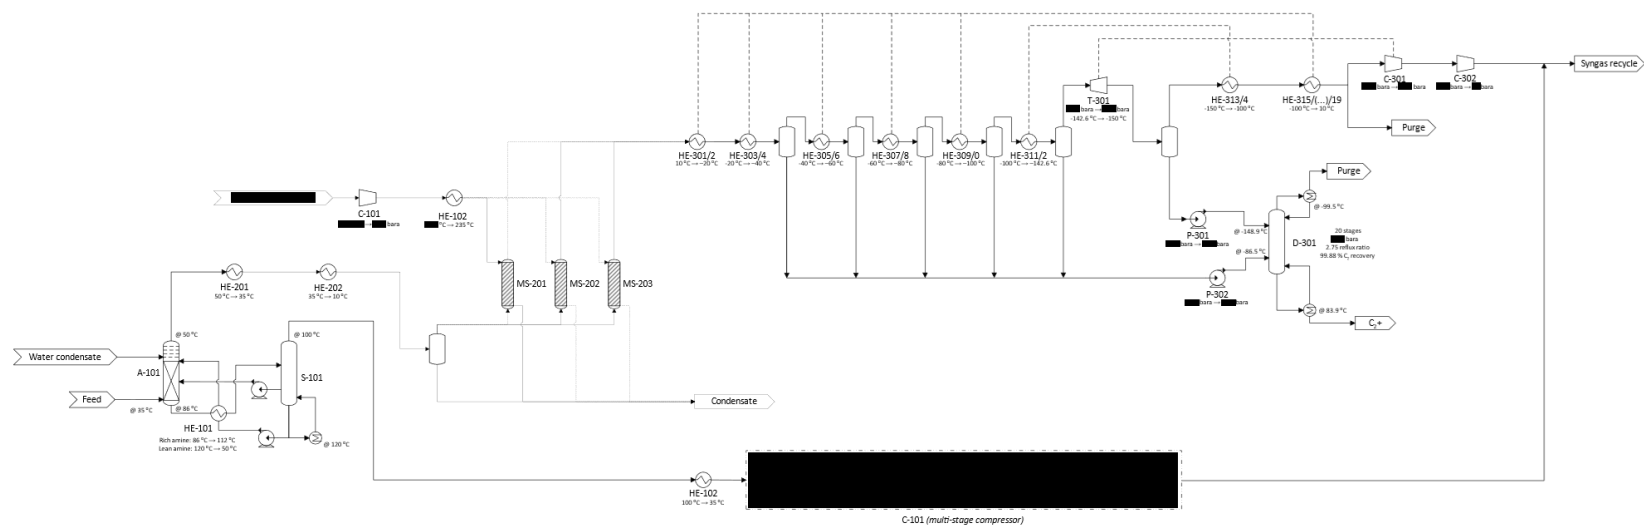 Syngas recycle
C-301
bara → bara
C-302
bara → bara
T-301
bara → bara
-142.6 °C → -150 °C
HE-313/4
-150 °C → -100 °C
HE-315/(...)/19
-100 °C → 10 °C
Purge
HE-301/2
10 °C → -20 °C
HE-303/4
-20 °C → -40 °C
HE-305/6
-40 °C → -60 °C
HE-307/8
-60 °C → -80 °C
HE-309/0
-80 °C → -100 °C
HE-311/2
-100 °C → -142.6 °C
Purge
@ -99.5 °C
C-101
→ bara
HE-102
°C → 235 °C
P-301
bara → bara
@ -148.9 °C
@ -86.5 °C
D-301
20 stages
bara
2.75 reflux ratio
P-302
bara → bara
@ 83.9 °C
C₂+
MS-201
MS-202
MS-203
HE-201
50 °C → 35 °C
HE-202
35 °C → 10 °C
@ 50 °C
@ 100 °C
Water condensate
A-101
S-101
Feed
@ 35 °C
@ 86 °C
HE-101
Rich amine: 86 °C → 112 °C
Lean amine: 120 °C → 50 °C
@ 120 °C
Condensate
HE-102
100 °C → 35 °C
C-101 (multi-stage compressor)